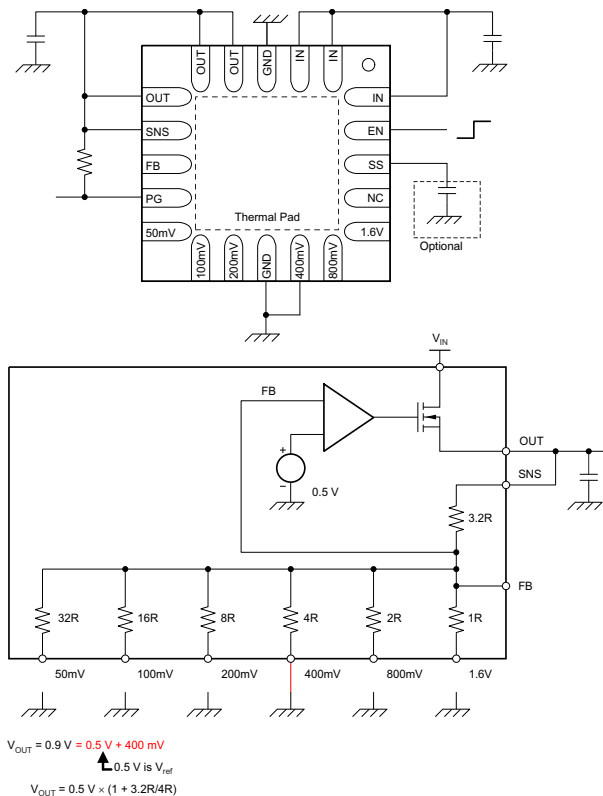 OUT
OUT
GND
IN
IN
OUT
SNS
FB
PG
50mV
IN
EN
SS
NC
1.6V
Thermal Pad
Optional
100mV
200mV
GND
400mV
800mV
VIN
FB
OUT
SNS
+
−
0.5 V
3.2R
FB
32R
16R
8R
4R
2R
1R
50mV
100mV
200mV
400mV
800mV
1.6V
VOUT = 0.9 V = 0.5 V + 400 mV
0.5 V is Vref
VOUT = 0.5 V × (1 + 3.2R/4R)